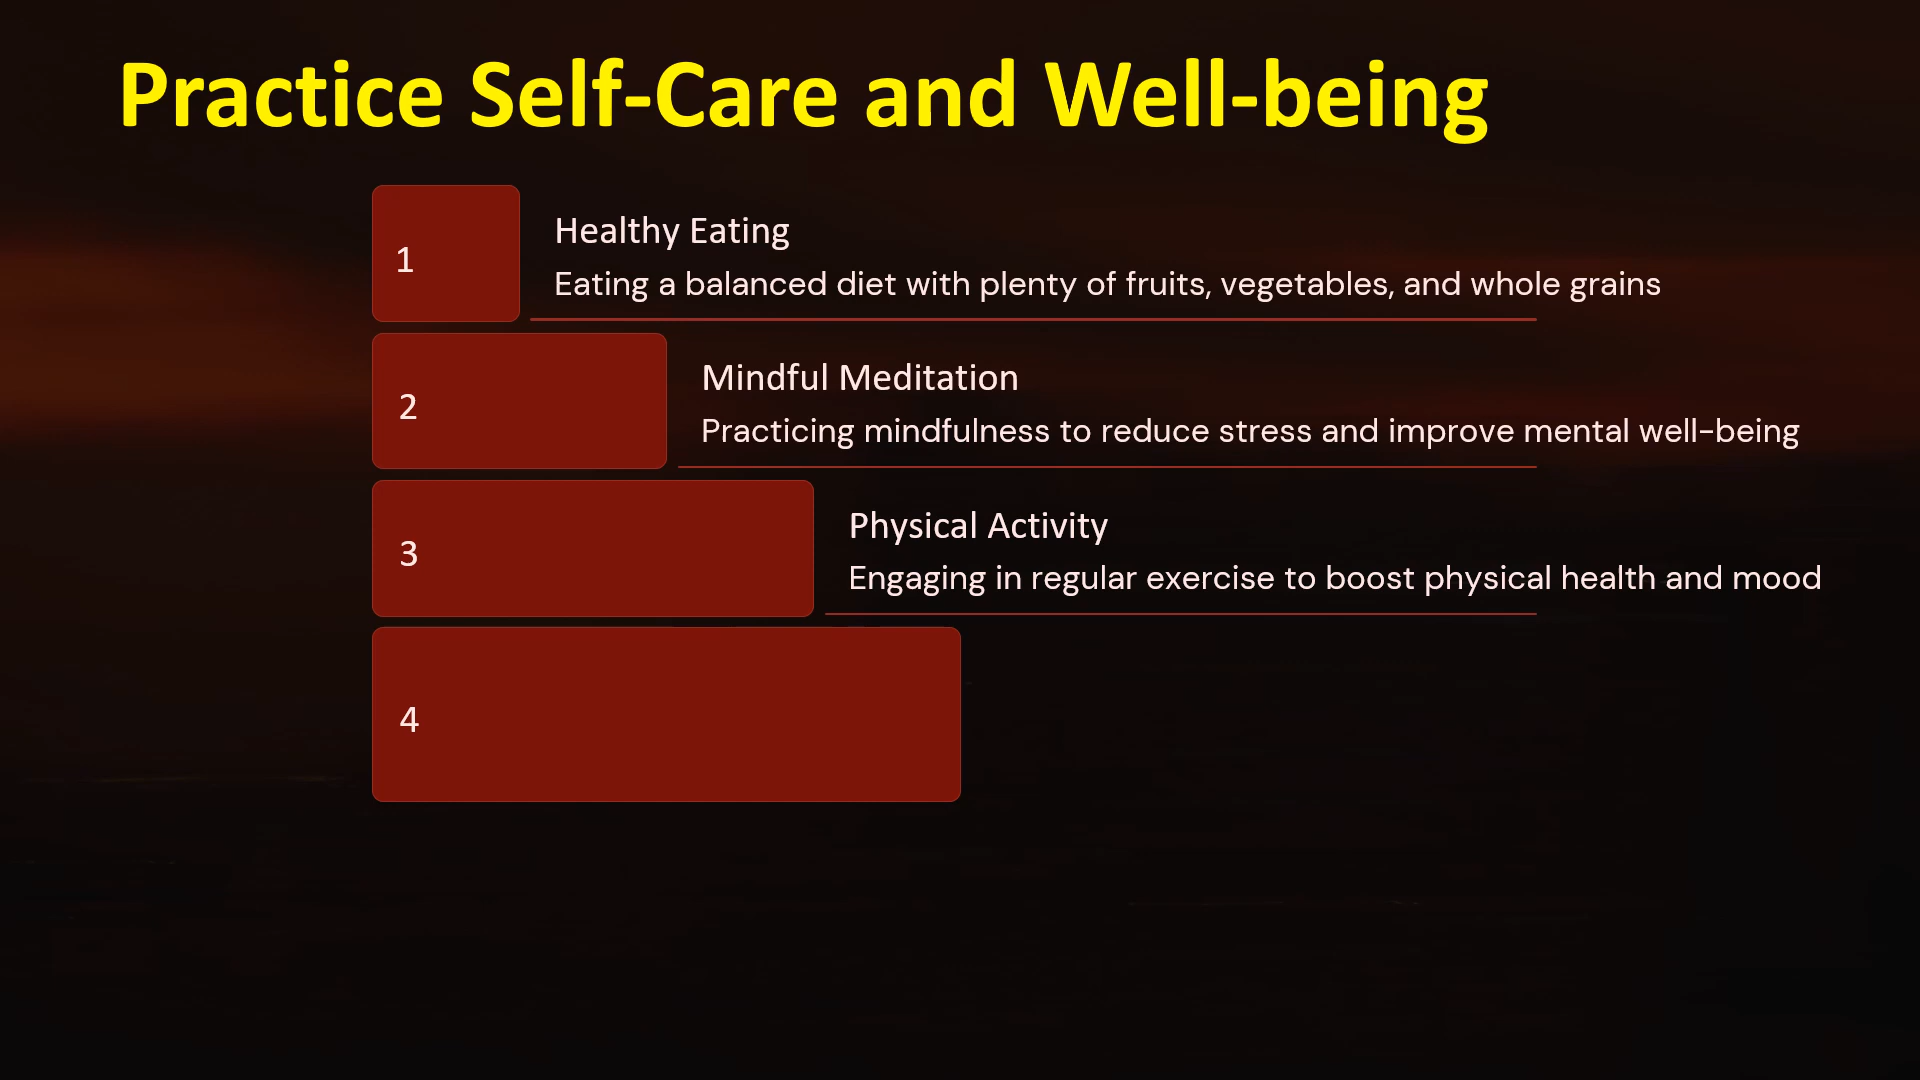 Practice Self-Care and Well-being
1
Healthy Eating
Eating a balanced diet with plenty of fruits, vegetables, and whole grains
2
Mindful Meditation
Practicing mindfulness to reduce stress and improve mental well-being
3
Physical Activity
Engaging in regular exercise to boost physical health and mood
4